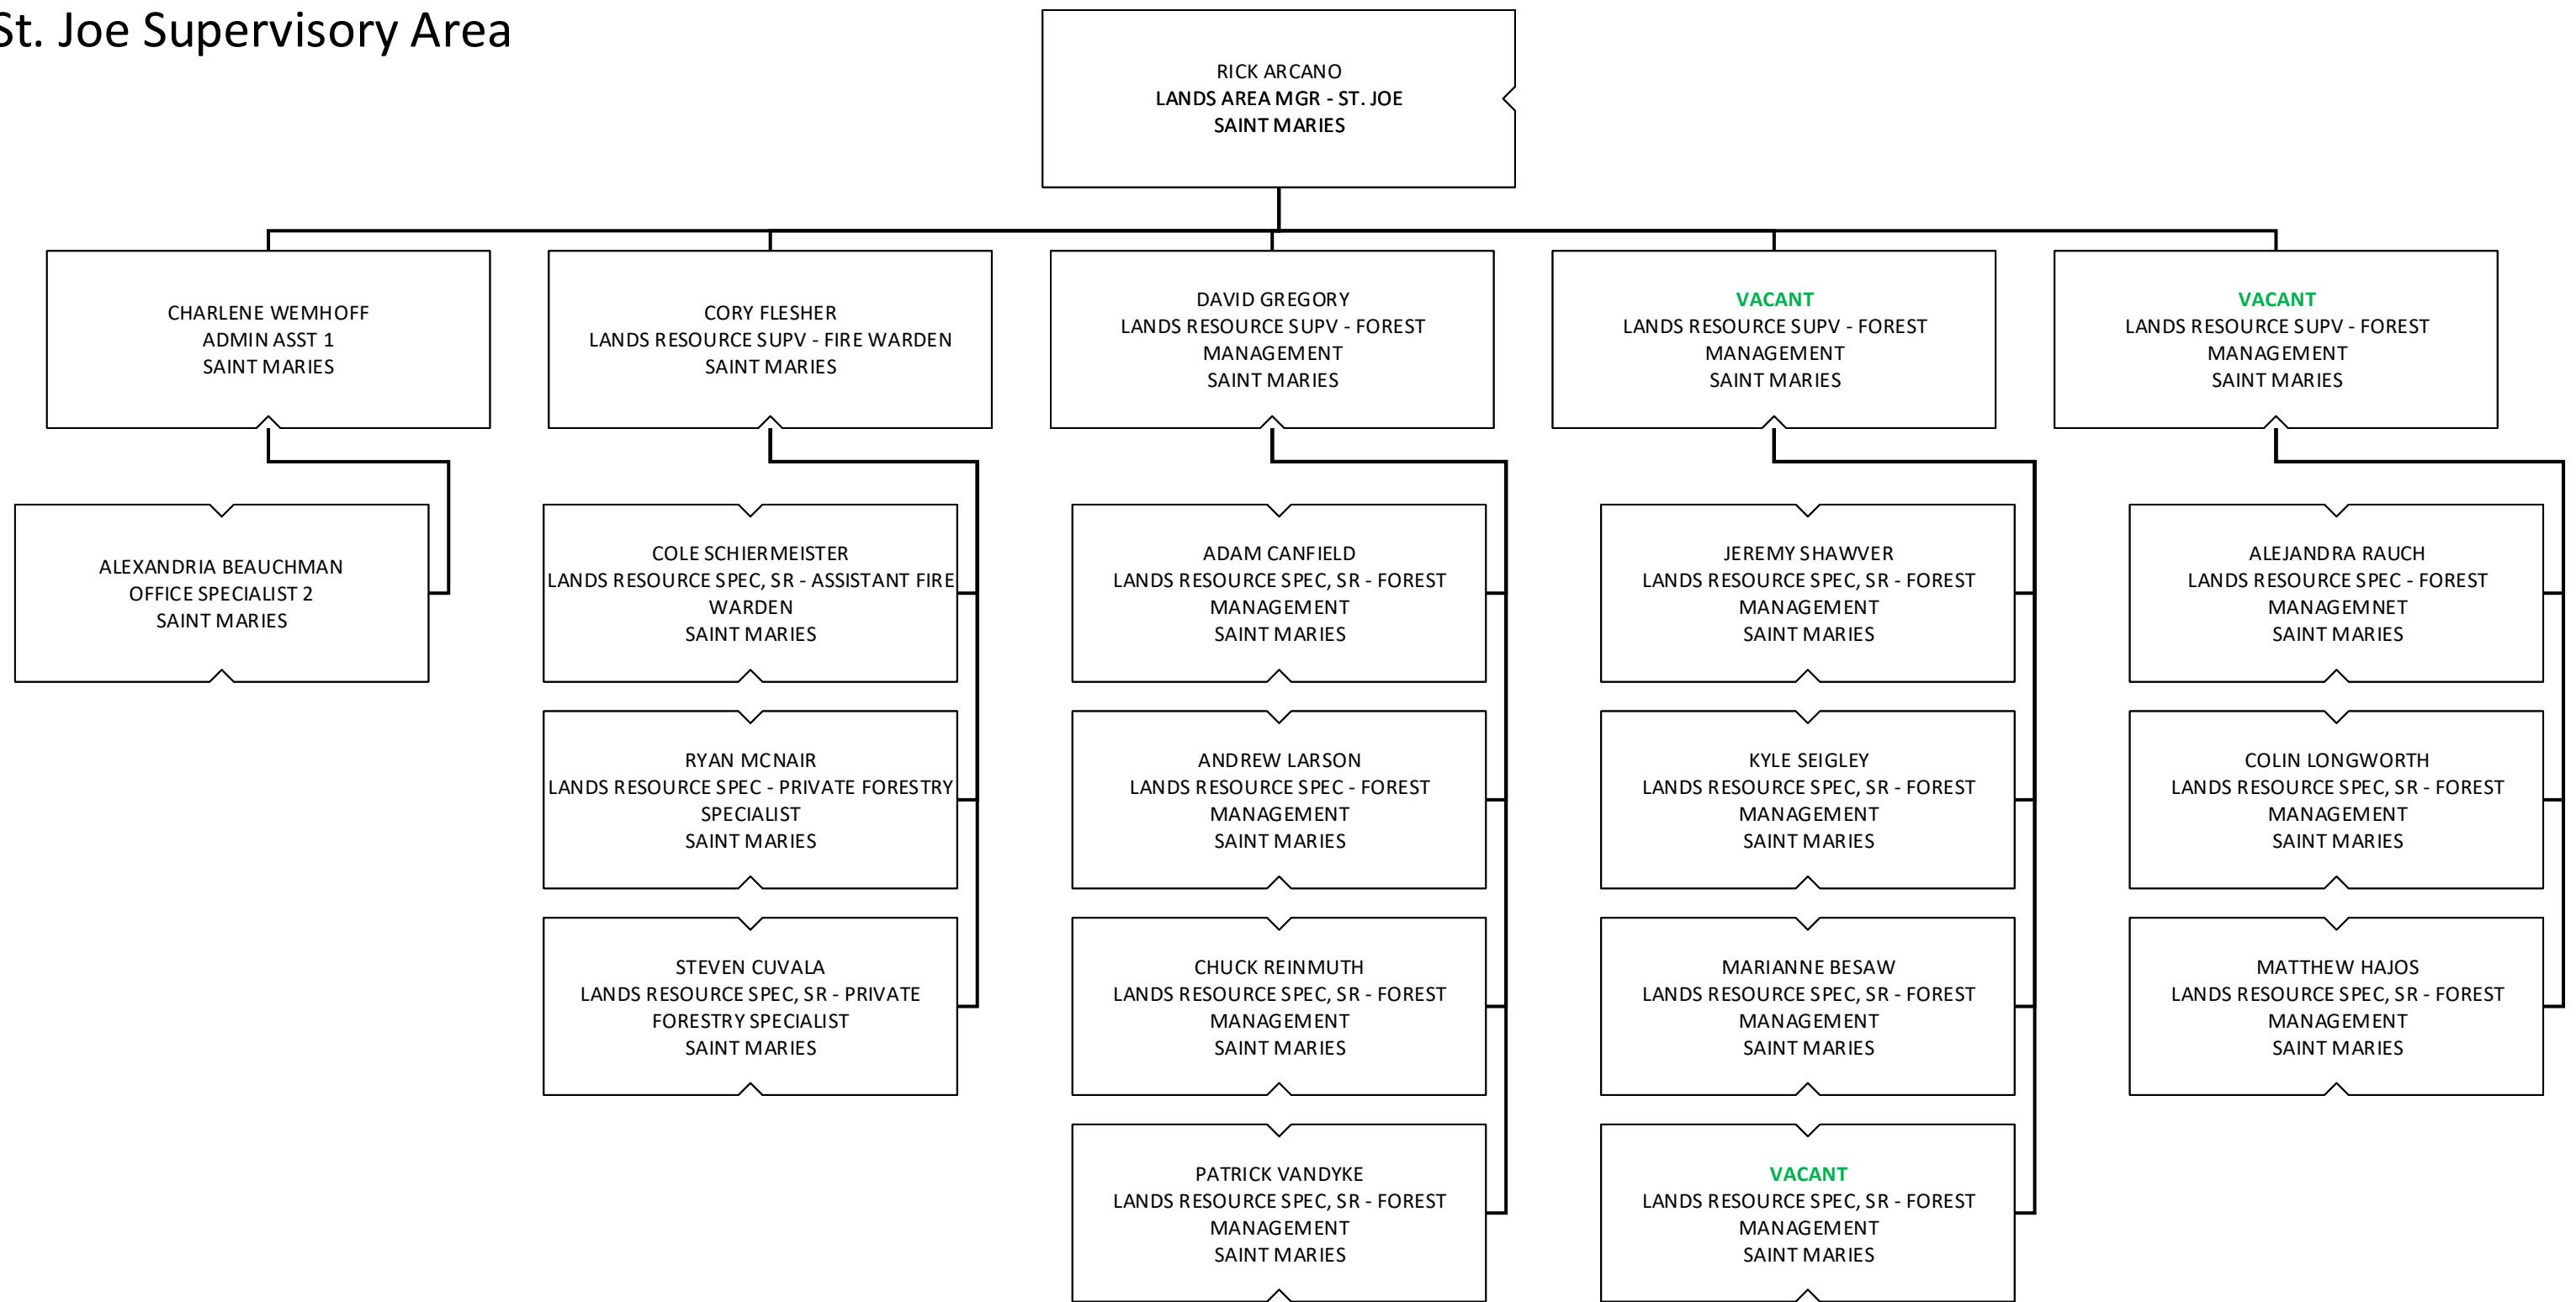 St. Joe Supervisory Area
RICK ARCANO
LANDS AREA MGR - ST. JOE
SAINT MARIES
CHARLENE WEMHOFF
ADMIN ASST 1
SAINT MARIES
CORY FLESHER
LANDS RESOURCE SUPV - FIRE WARDEN
SAINT MARIES
DAVID GREGORY
LANDS RESOURCE SUPV - FOREST
MANAGEMENT
SAINT MARIES
VACANT
LANDS RESOURCE SUPV - FOREST
MANAGEMENT
SAINT MARIES
VACANT
LANDS RESOURCE SUPV - FOREST
MANAGEMENT
SAINT MARIES
ALEXANDRIA BEAUCHMAN
OFFICE SPECIALIST 2
SAINT MARIES
COLE SCHIERMEISTER
LANDS RESOURCE SPEC, SR - ASSISTANT FIRE
WARDEN
SAINT MARIES
RYAN MCNAIR
LANDS RESOURCE SPEC - PRIVATE FORESTRY
SPECIALIST
SAINT MARIES
STEVEN CUVALA
LANDS RESOURCE SPEC, SR - PRIVATE
FORESTRY SPECIALIST
SAINT MARIES
ADAM CANFIELD
LANDS RESOURCE SPEC, SR - FOREST
MANAGEMENT
SAINT MARIES
ANDREW LARSON
LANDS RESOURCE SPEC - FOREST
MANAGEMENT
SAINT MARIES
CHUCK REINMUTH
LANDS RESOURCE SPEC, SR - FOREST
MANAGEMENT
SAINT MARIES
PATRICK VANDYKE
LANDS RESOURCE SPEC, SR - FOREST
MANAGEMENT
SAINT MARIES
JEREMY SHAWVER
LANDS RESOURCE SPEC, SR - FOREST
MANAGEMENT
SAINT MARIES
KYLE SEIGLEY
LANDS RESOURCE SPEC, SR - FOREST
MANAGEMENT
SAINT MARIES
MARIANNE BESAW
LANDS RESOURCE SPEC, SR - FOREST
MANAGEMENT
SAINT MARIES
VACANT
LANDS RESOURCE SPEC, SR - FOREST
MANAGEMENT
SAINT MARIES
ALEJANDRA RAUCH
LANDS RESOURCE SPEC - FOREST
MANAGEMNET
SAINT MARIES
COLIN LONGWORTH
LANDS RESOURCE SPEC, SR - FOREST
MANAGEMENT
SAINT MARIES
MATTHEW HAJOS
LANDS RESOURCE SPEC, SR - FOREST
MANAGEMENT
SAINT MARIES